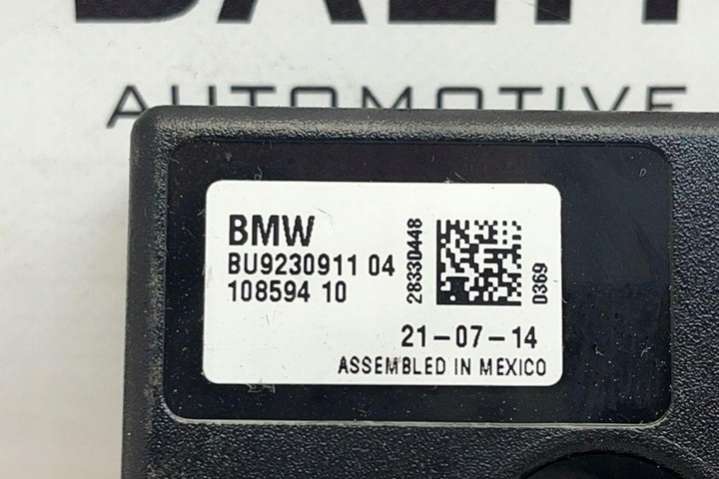 AUTOMOTIVE
BMW
BU9230911 04
108594 10
28330448
0369
21-07-14
ASSEMBLED IN MEXICO